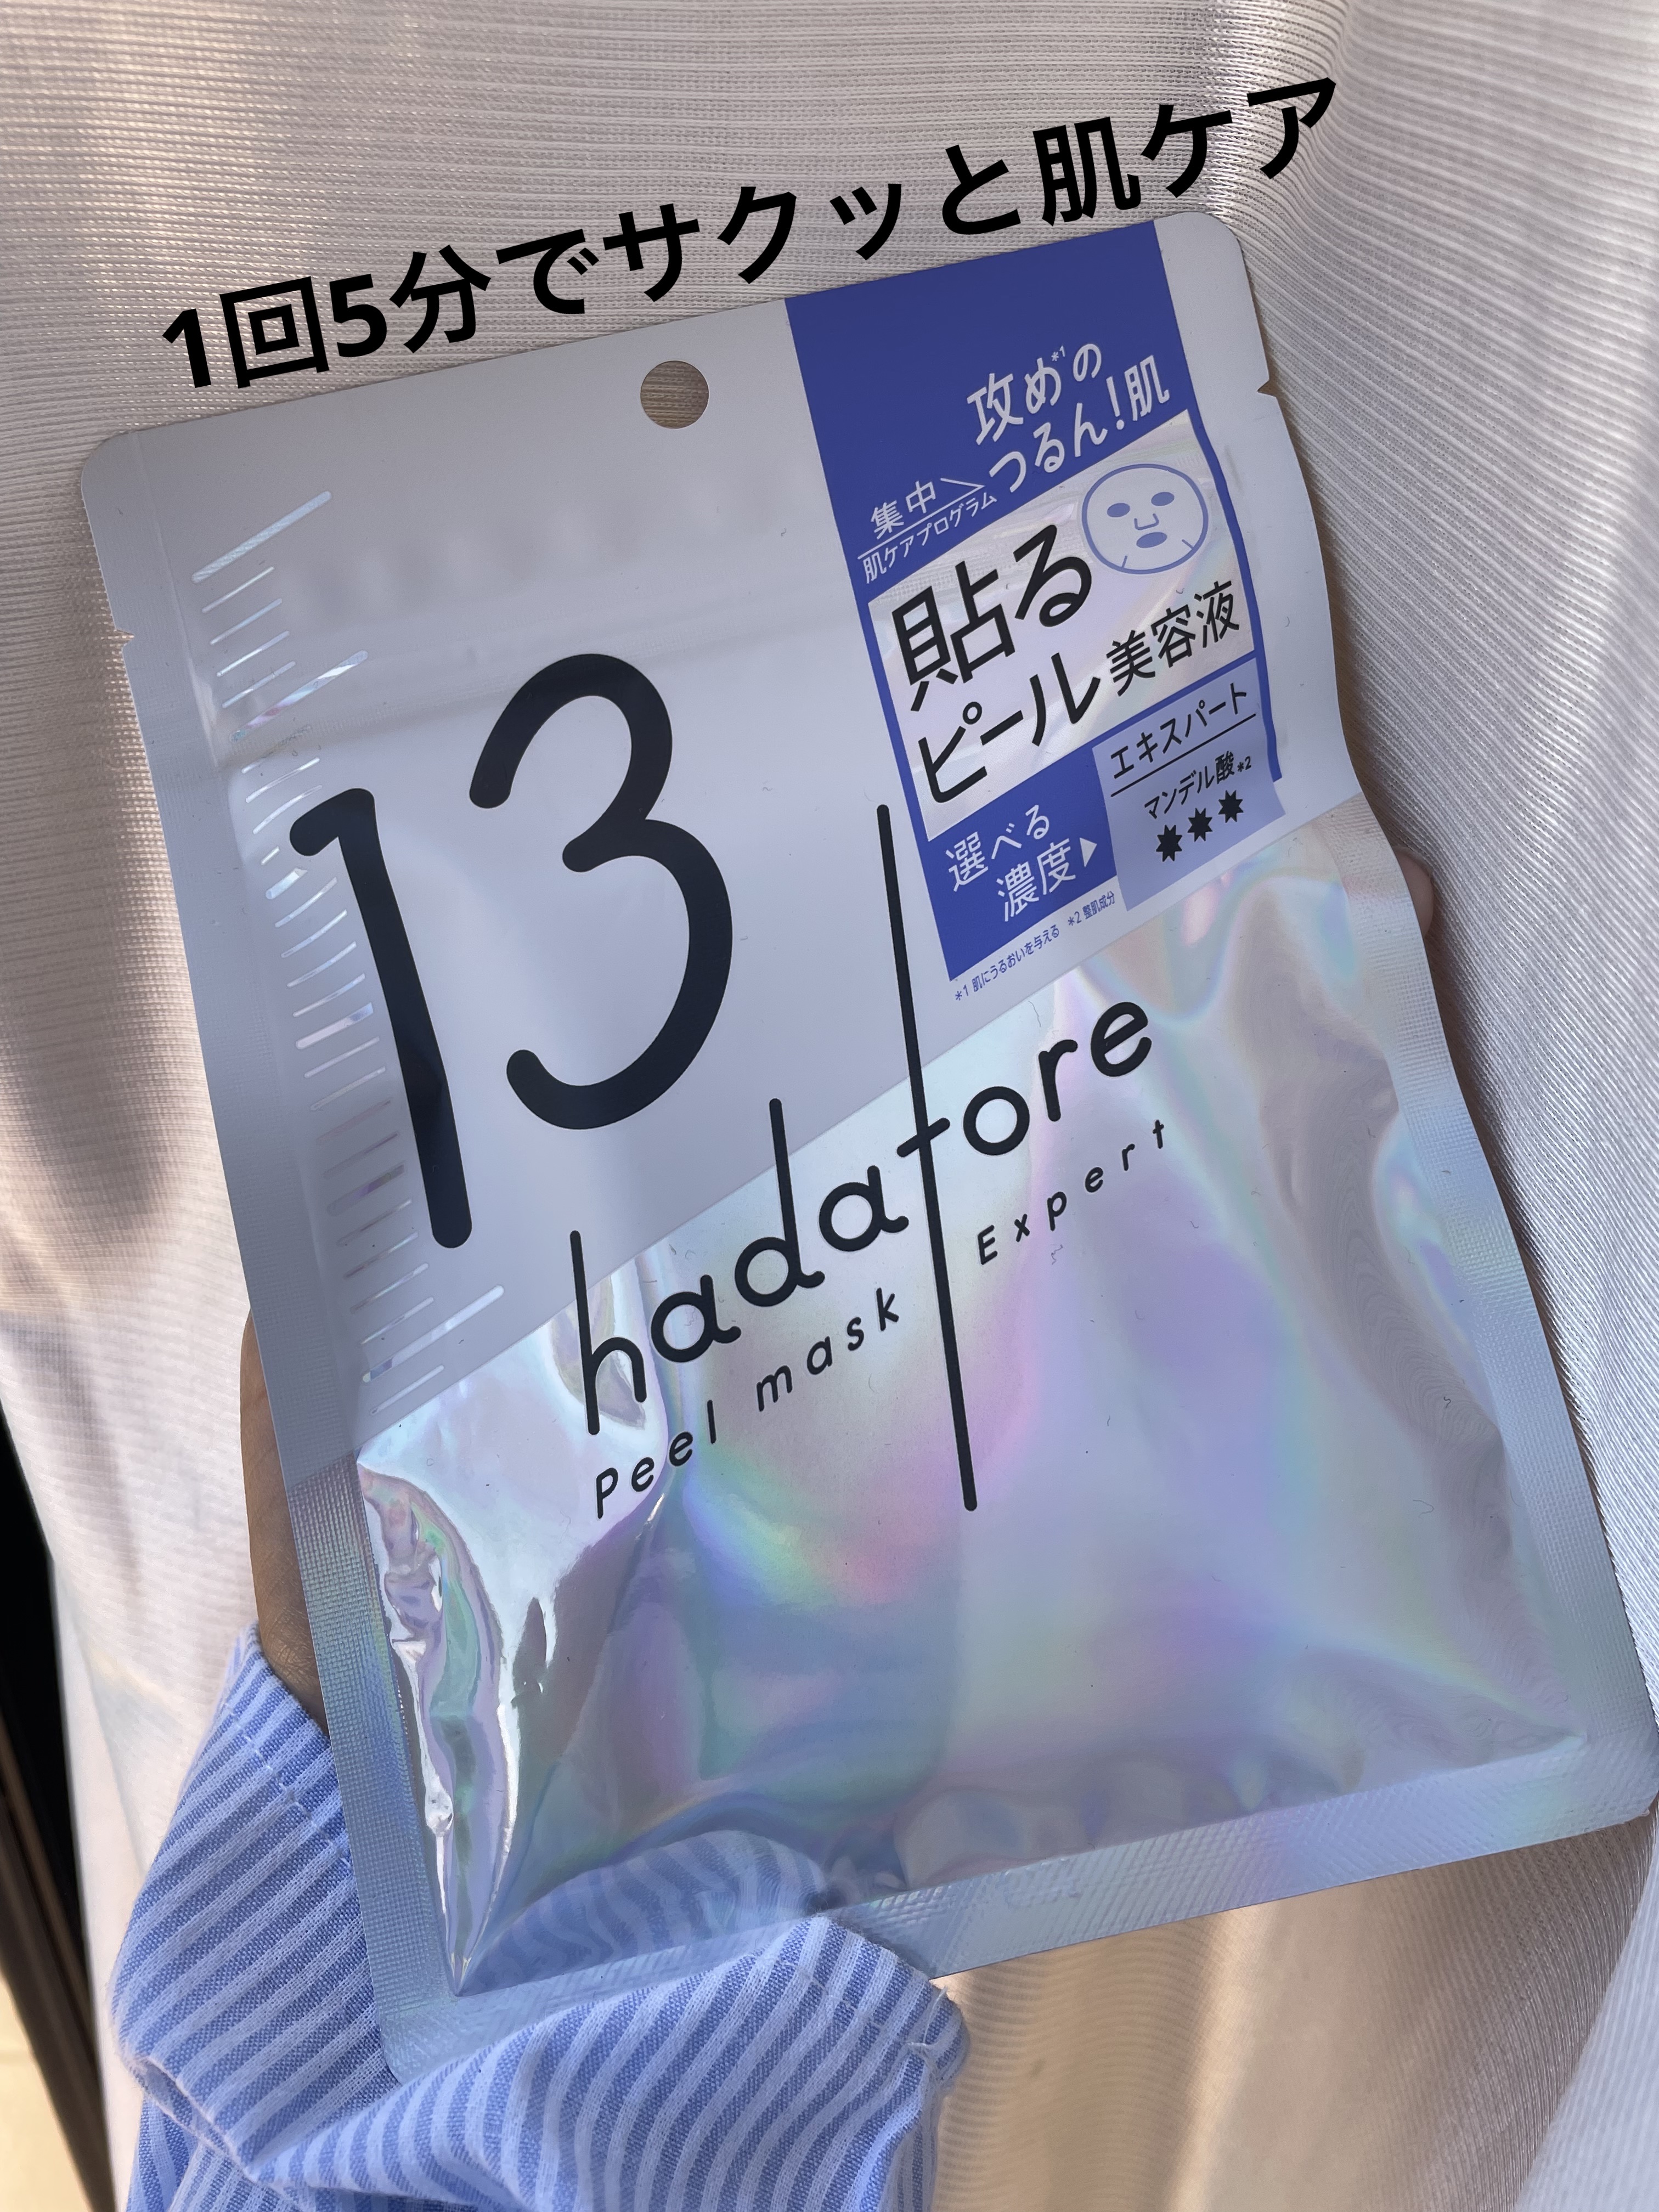 1回5分でサクッと肌ケア
攻め*1の
つるん!肌
集中
肌ケアプログラム
貼る
ピール美容液
エキスパート
マンデル酸*2
選べる
濃度
*1 肌にうるおいを与える *2 整肌成分
13
hadafore
Peel mask Expert